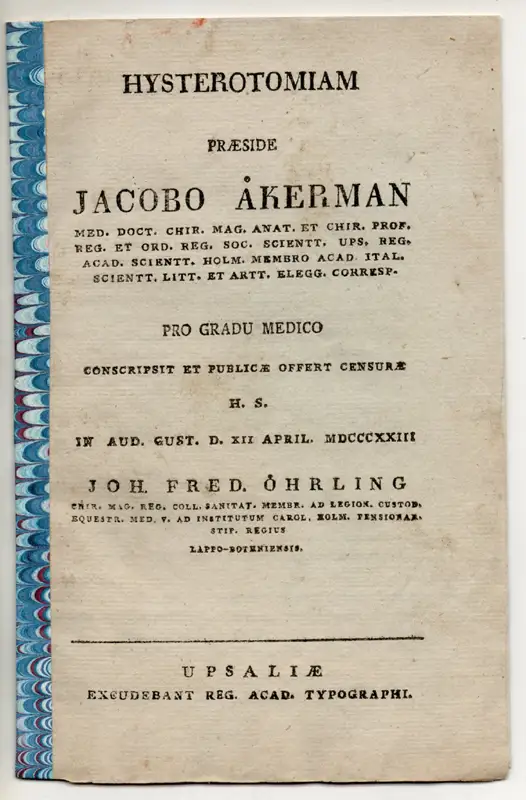 HYSTEROTOMIAM
PRÆSIDE
JACOBO ÅKERMAN
MED. DOCT. CHIR. MAG. ANAT. ET CHIR. PROF.
REG. ET ORD. REG. SOC. SCIENTT. UPS. REG.
ACAD. SCIENTT. HOLM. MEMBRO ACAD ITAL.
SCIENTT. LITT. ET ARTT. ELEGG. CORRESP.
PRO GRADU MEDICO
CONSCRIPSIT ET PUBLICÆ OFFERT CENSURÆ
H. S.
IN AUD. GUST. D. XII APRIL. MDCCCXXIII
JOH. FRED. ÖHRLING
CHIR. MAG. REG. COLL. SANITAT. MEMBR. AD LEGION. CUSTOD.
EQUESTR. MED. V. AD INSTITUTUM CAROL. HOLM. PENSIONAR.
STIP. REGIUS
LAPPO-BOTNIENSIS.
UPSALIÆ
EXCUDEBANT REG. ACAD. TYPOGRAPHI.